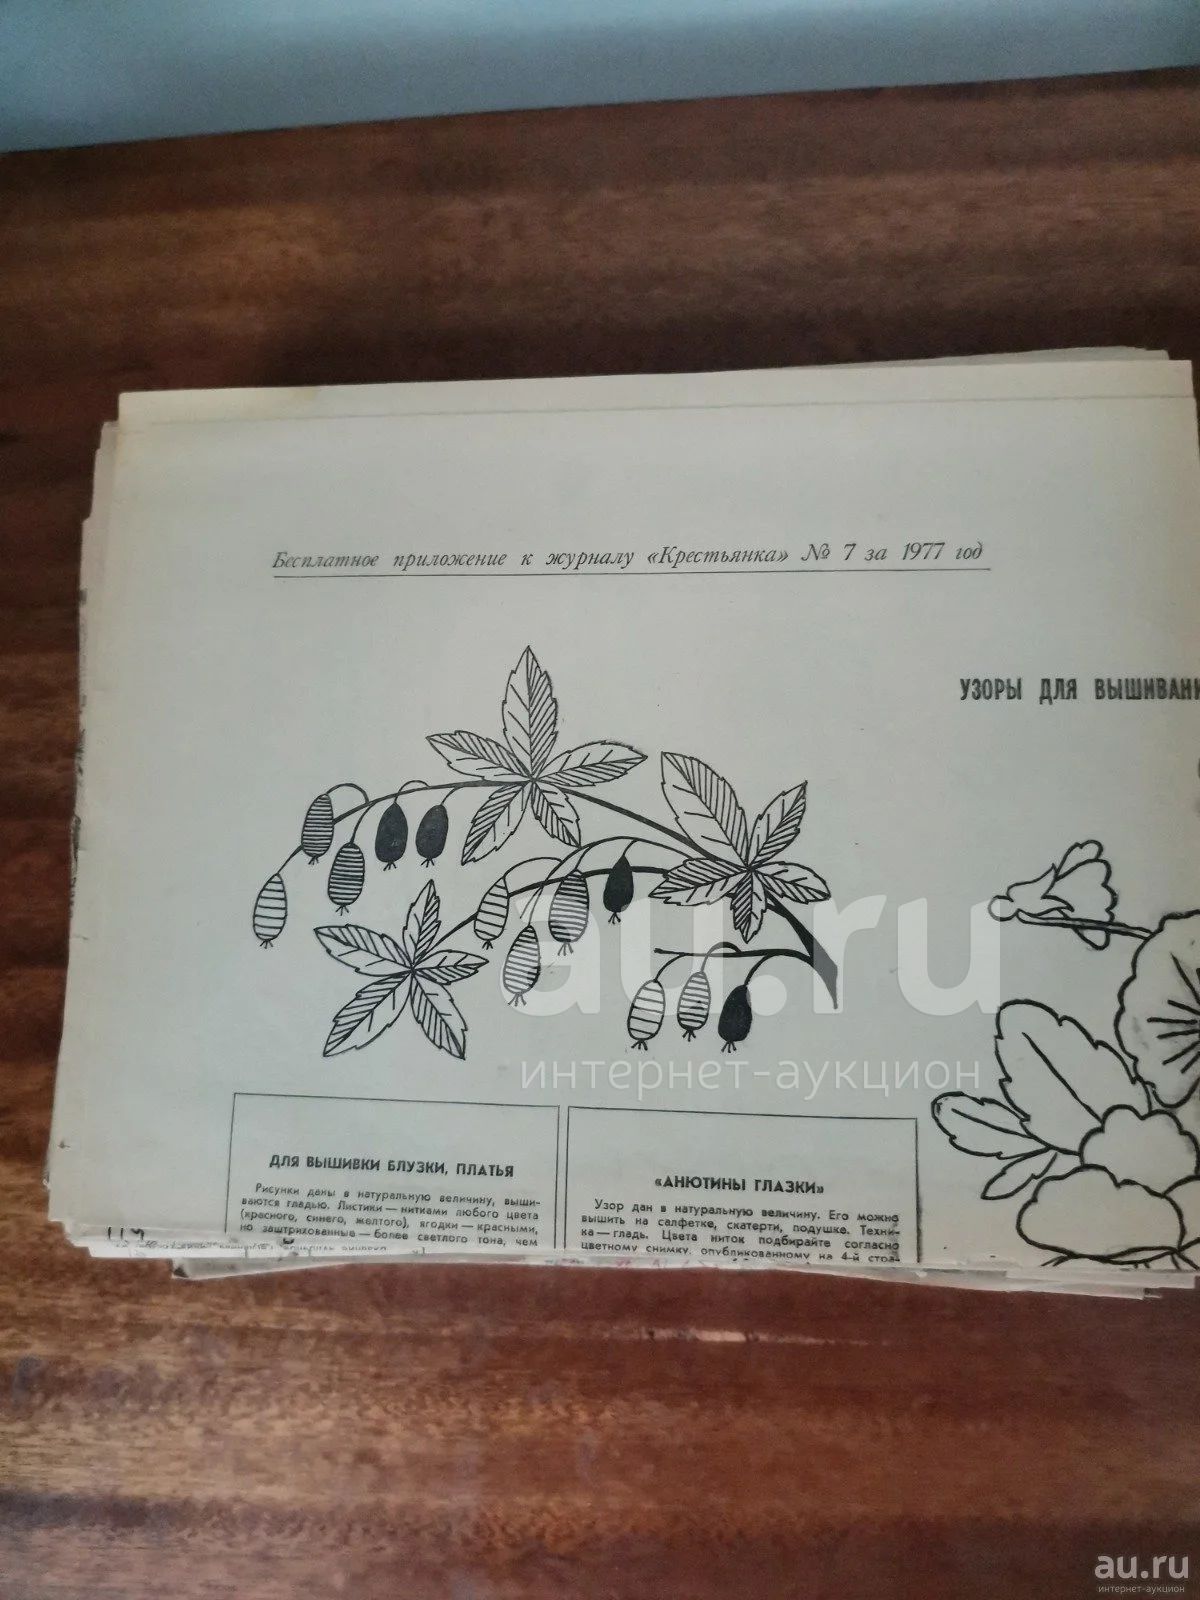 Бесплатное приложение к журналу «Крестьянка» № 7 за 1977 год
УЗОРЫ ДЛЯ ВЫШИВАНИ
au.ru
интернет-аукцион
ДЛЯ ВЫШИВКИ БЛУЗКИ, ПЛАТЬЯ
Рисунки даны в натуральную величину, выши-
ваются гладью. Листики — нитками любого цвета
(красного, синего, желтого), ягодки — красными,
но заштрихованные — более светлого тона, чем
«АНЮТИНЫ ГЛАЗКИ»
Узор дан в натуральную величину. Его можно
вышить на салфетке, скатерти, подушке. Техни-
ка — гладь. Цвета ниток подбирайте согласно
цветному снимку, опубликованному на 4-й стра-
au.ru
интернет-аукцион